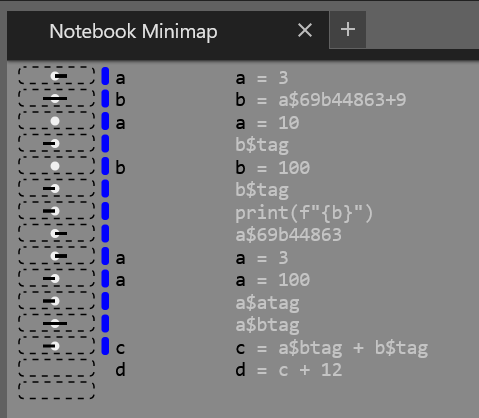 Notebook Minimap × +
a a = 3
b b = a$69b44863+9
a a = 10
b$tag
b b = 100
b$tag
print(f"{b}")
a$69b44863
a a = 3
a a = 100
a$atag
a$btag
c c = a$btag + b$tag
d d = c + 12